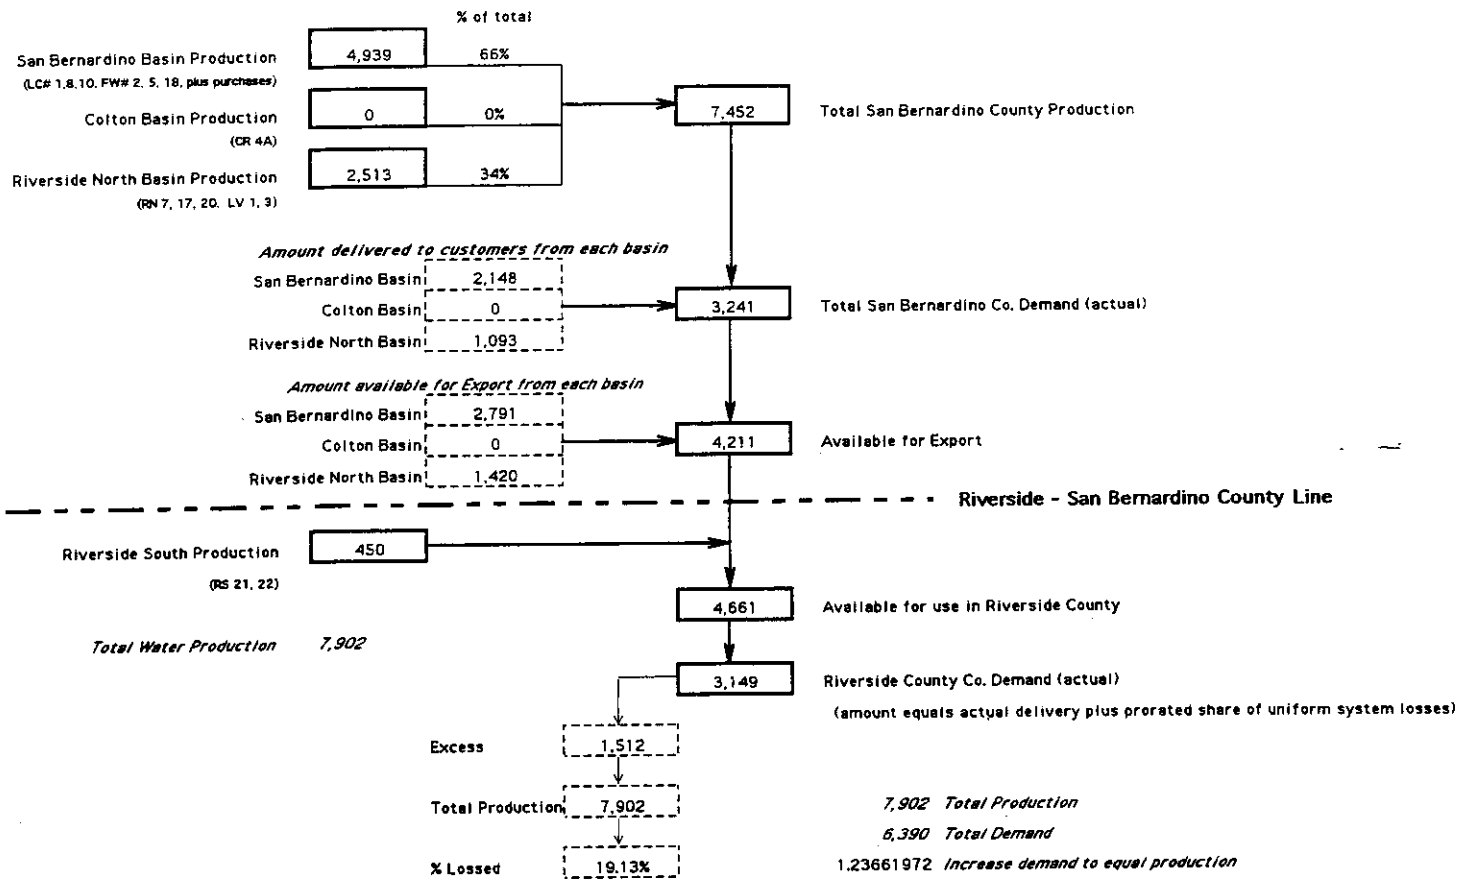 % of total
San Bernardino Basin Production 4,939 66%
(LC# 1,8,10, FW# 2, 5, 18, plus purchases)
Colton Basin Production 0 0% 7,452 Total San Bernardino County Production
(CR 4A)
Riverside North Basin Production 2,513 34%
(RN 7, 17, 20, LV 1, 3)
Amount delivered to customers from each basin
San Bernardino Basin 2,148
Colton Basin 0 3,241 Total San Bernardino Co. Demand (actual)
Riverside North Basin 1,093
Amount available for Export from each basin
San Bernardino Basin 2,791
Colton Basin 0 4,211 Available for Export
Riverside North Basin 1,420
Riverside - San Bernardino County Line
Riverside South Production 450
(RS 21, 22)
4,661 Available for use in Riverside County
Total Water Production 7,902
3,149 Riverside County Co. Demand (actual)
(amount equals actual delivery plus prorated share of uniform system losses)
Excess 1,512
Total Production 7,902 7,902 Total Production
6,390 Total Demand
% Lossed 19.13% 1.23661972 Increase demand to equal production